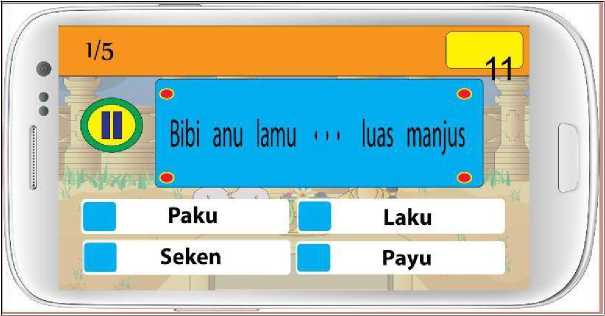 1/5
11
Bibi anu lamu ... luas manjus
Paku
Laku
Seken
Payu